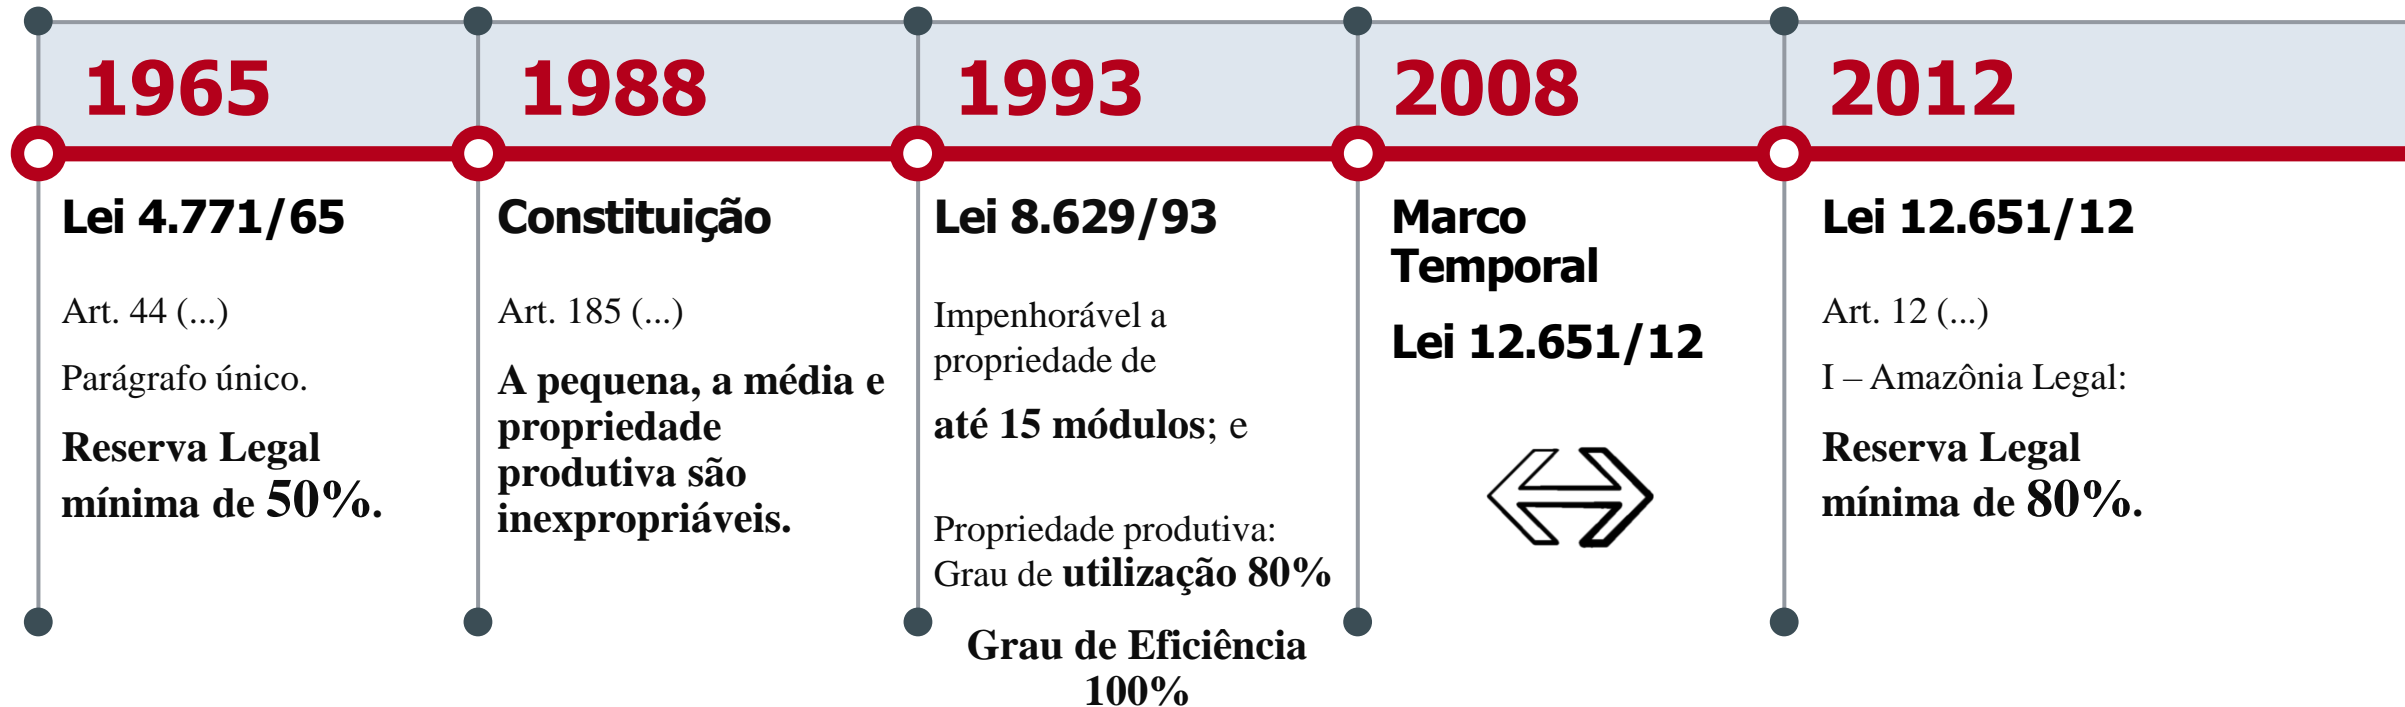 1965
Lei 4.771/65
Art. 44 (...)
Parágrafo único.
Reserva Legal
mínima de 50%.
1988
Constituição
Art. 185 (...)
A pequena, a média e
propriedade
produtiva são
inexpropriáveis.
1993
Lei 8.629/93
Impenhorável a
propriedade de
até 15 módulos; e
Propriedade produtiva:
Grau de utilização 80%
Grau de Eficiência
100%
2008
Marco
Temporal
Lei 12.651/12
2012
Lei 12.651/12
Art. 12 (...)
I – Amazônia Legal:
Reserva Legal
mínima de 80%.